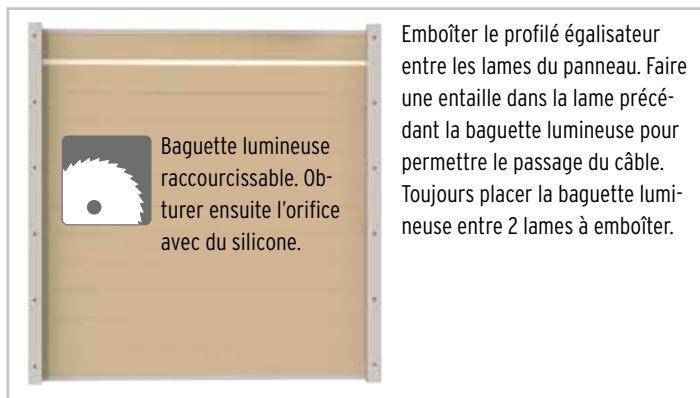 Emboîter le profilé égalisateur
entre les lames du panneau. Faire
une entaille dans la lame précé-
dant la baguette lumineuse pour
permettre le passage du câble.
Toujours placer la baguette lumi-
neuse entre 2 lames à emboîter.
Baguette lumineuse
raccourcissable. Ob-
turer ensuite l'orifice
avec du silicone.